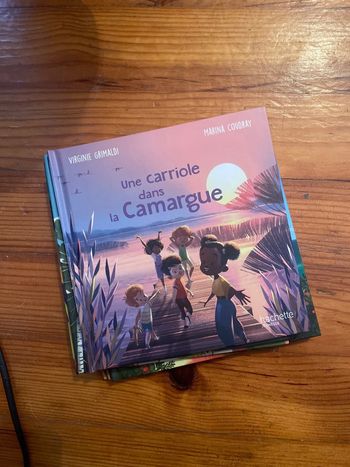 VIRGINIE GRIMALDI
MARINA COUDRAY
Une Carriole
dans
la Camargue
hachette